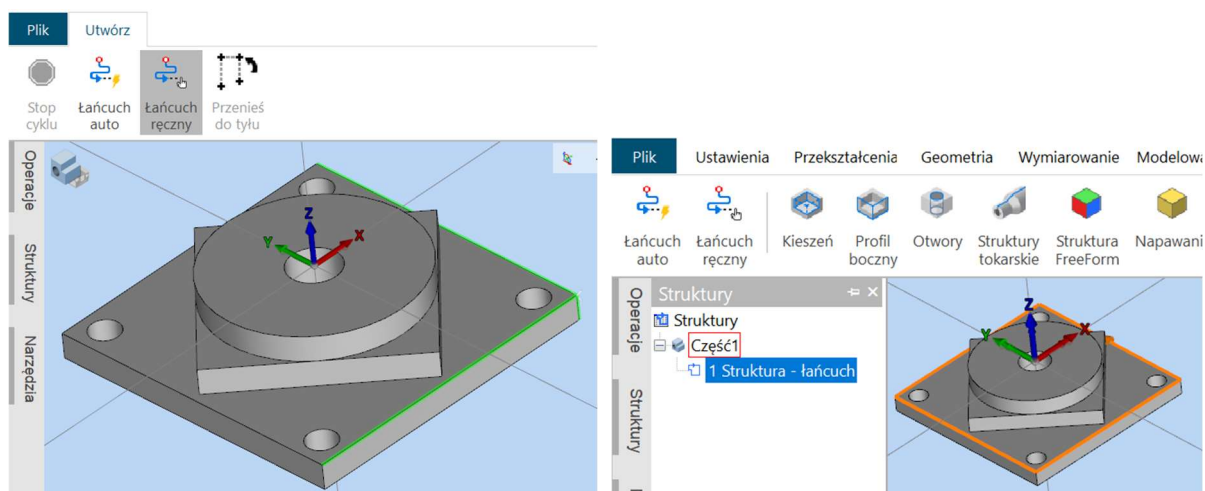 Plik Utwórz
Stop cyklu
Łańcuch auto
Łańcuch ręczny
Przenieś do tyłu
Operacje
Struktury
Narzędzia
Z
Y
X
Plik Ustawienia Przekształcenia Geometria Wymiarowanie Modelowa
Łańcuch auto
Łańcuch ręczny
Kieszeń
Profil boczny
Otwory
Struktury tokarskie
Struktura FreeForm
Napawani
Operacje
Struktury
Struktury
Struktury
Część1
1 Struktura - łańcuch
Z
Y
X